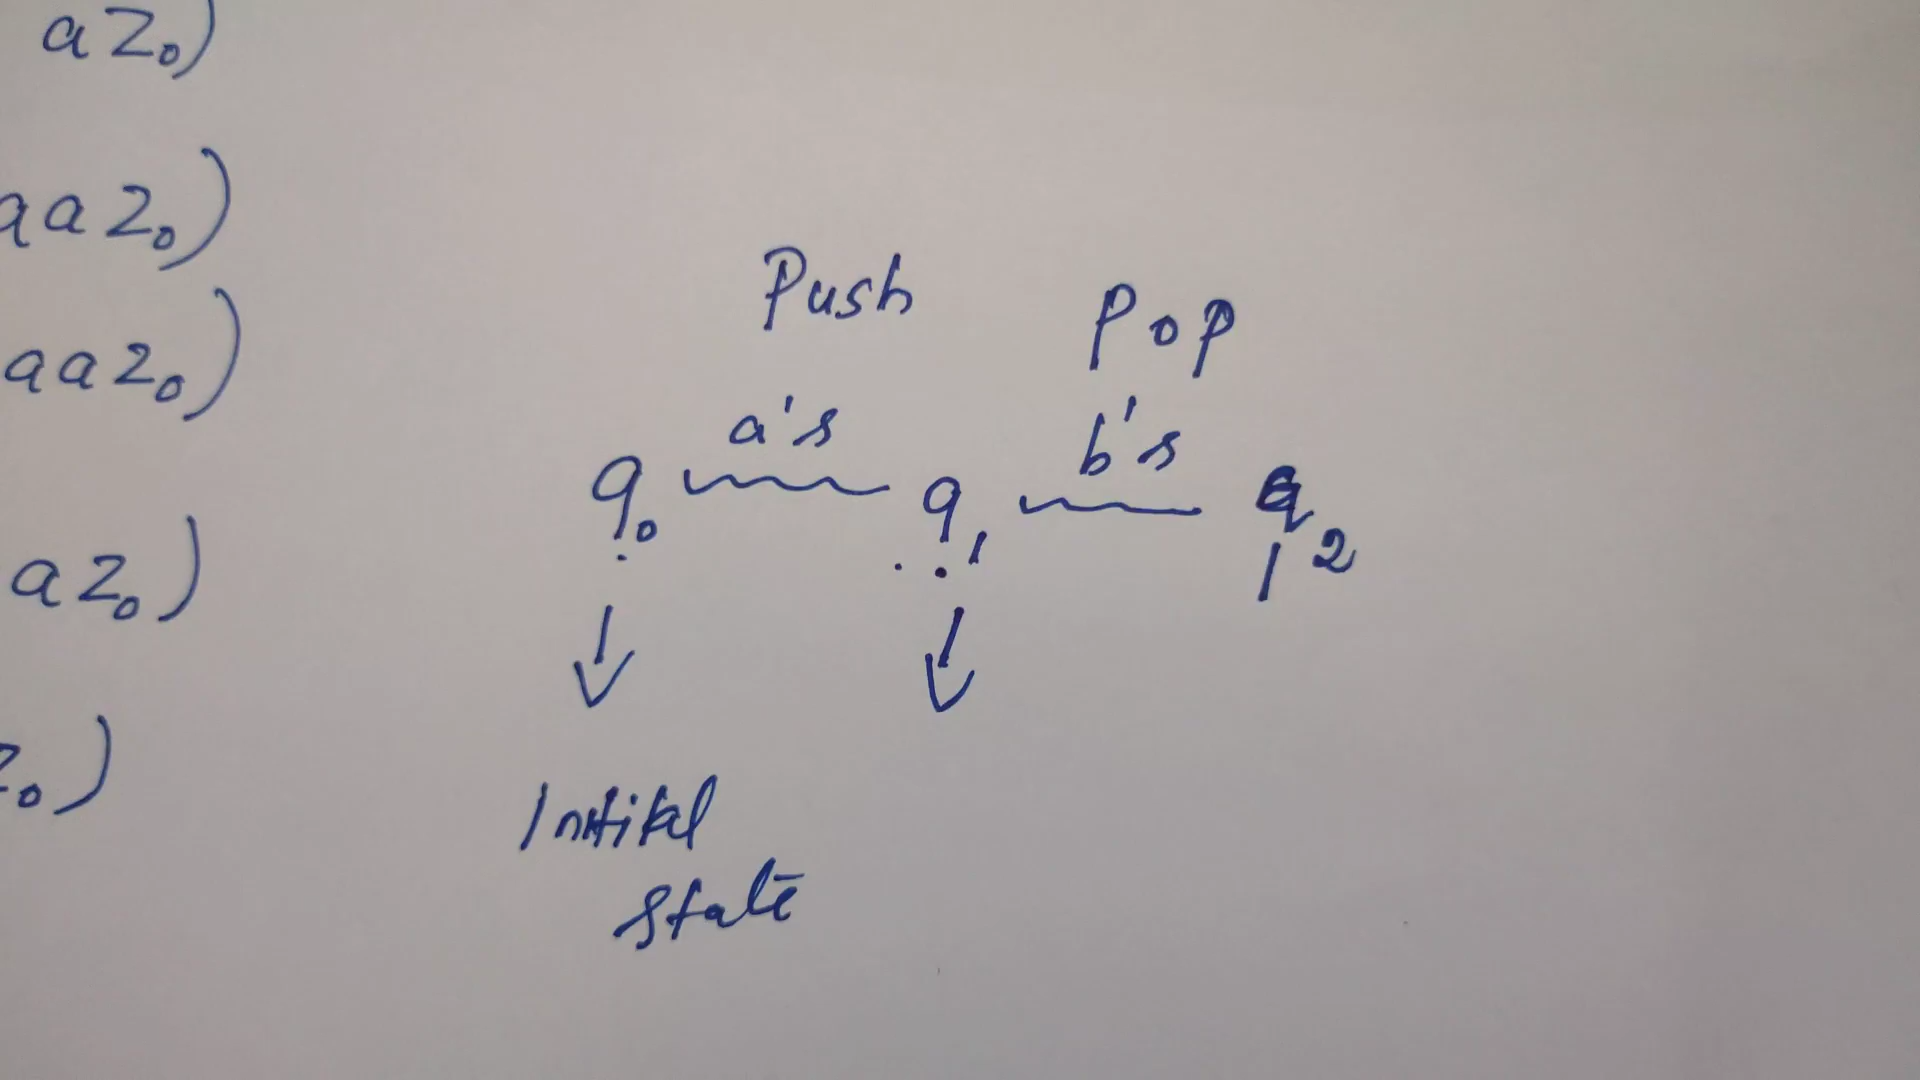 az₀)
aaz₀)
aaz₀)
az₀)
z₀)
Push
Pop
a's
b's
q₀
q₁
q₂
Initial
state